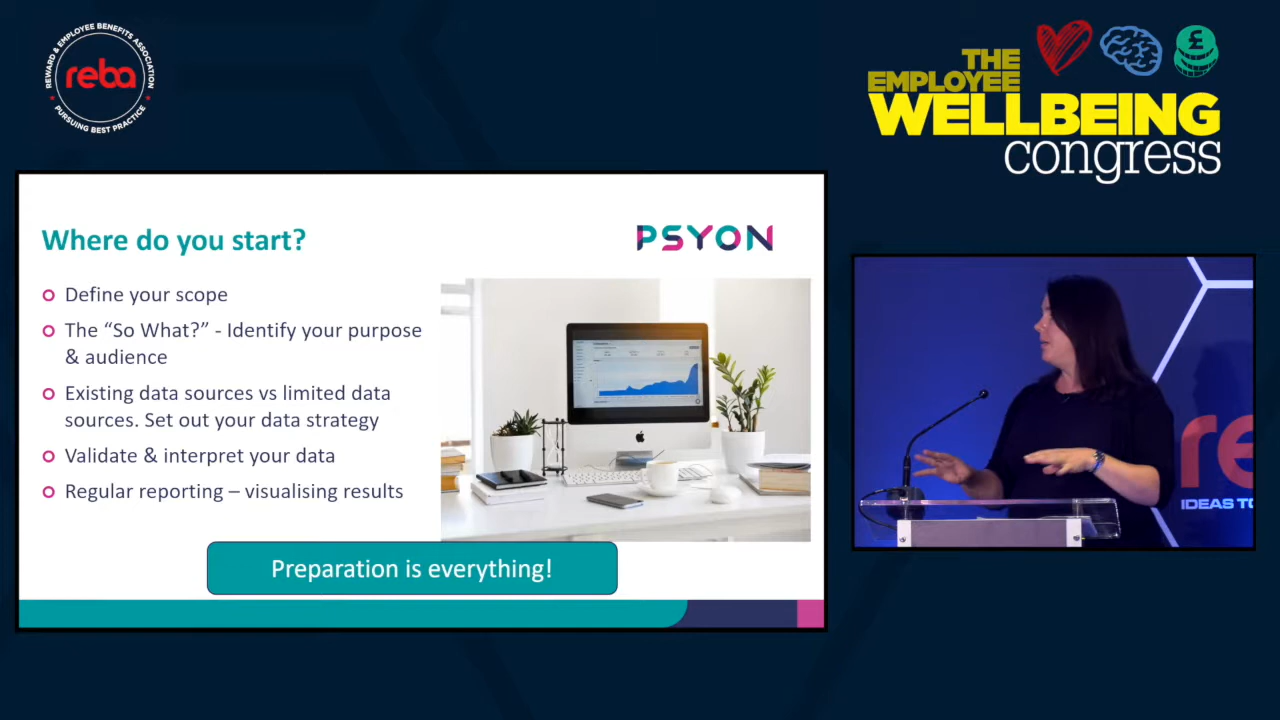 REWARD & EMPLOYEE BENEFITS ASSOCIATION
reba
PURSUING BEST PRACTICE
THE
EMPLOYEE
WELLBEING
congress
£
Where do you start?
PSYON
Define your scope
The “So What?” - Identify your purpose
& audience
Existing data sources vs limited data
sources. Set out your data strategy
Validate & interpret your data
Regular reporting – visualising results
Preparation is everything!
re
IDEAS TO